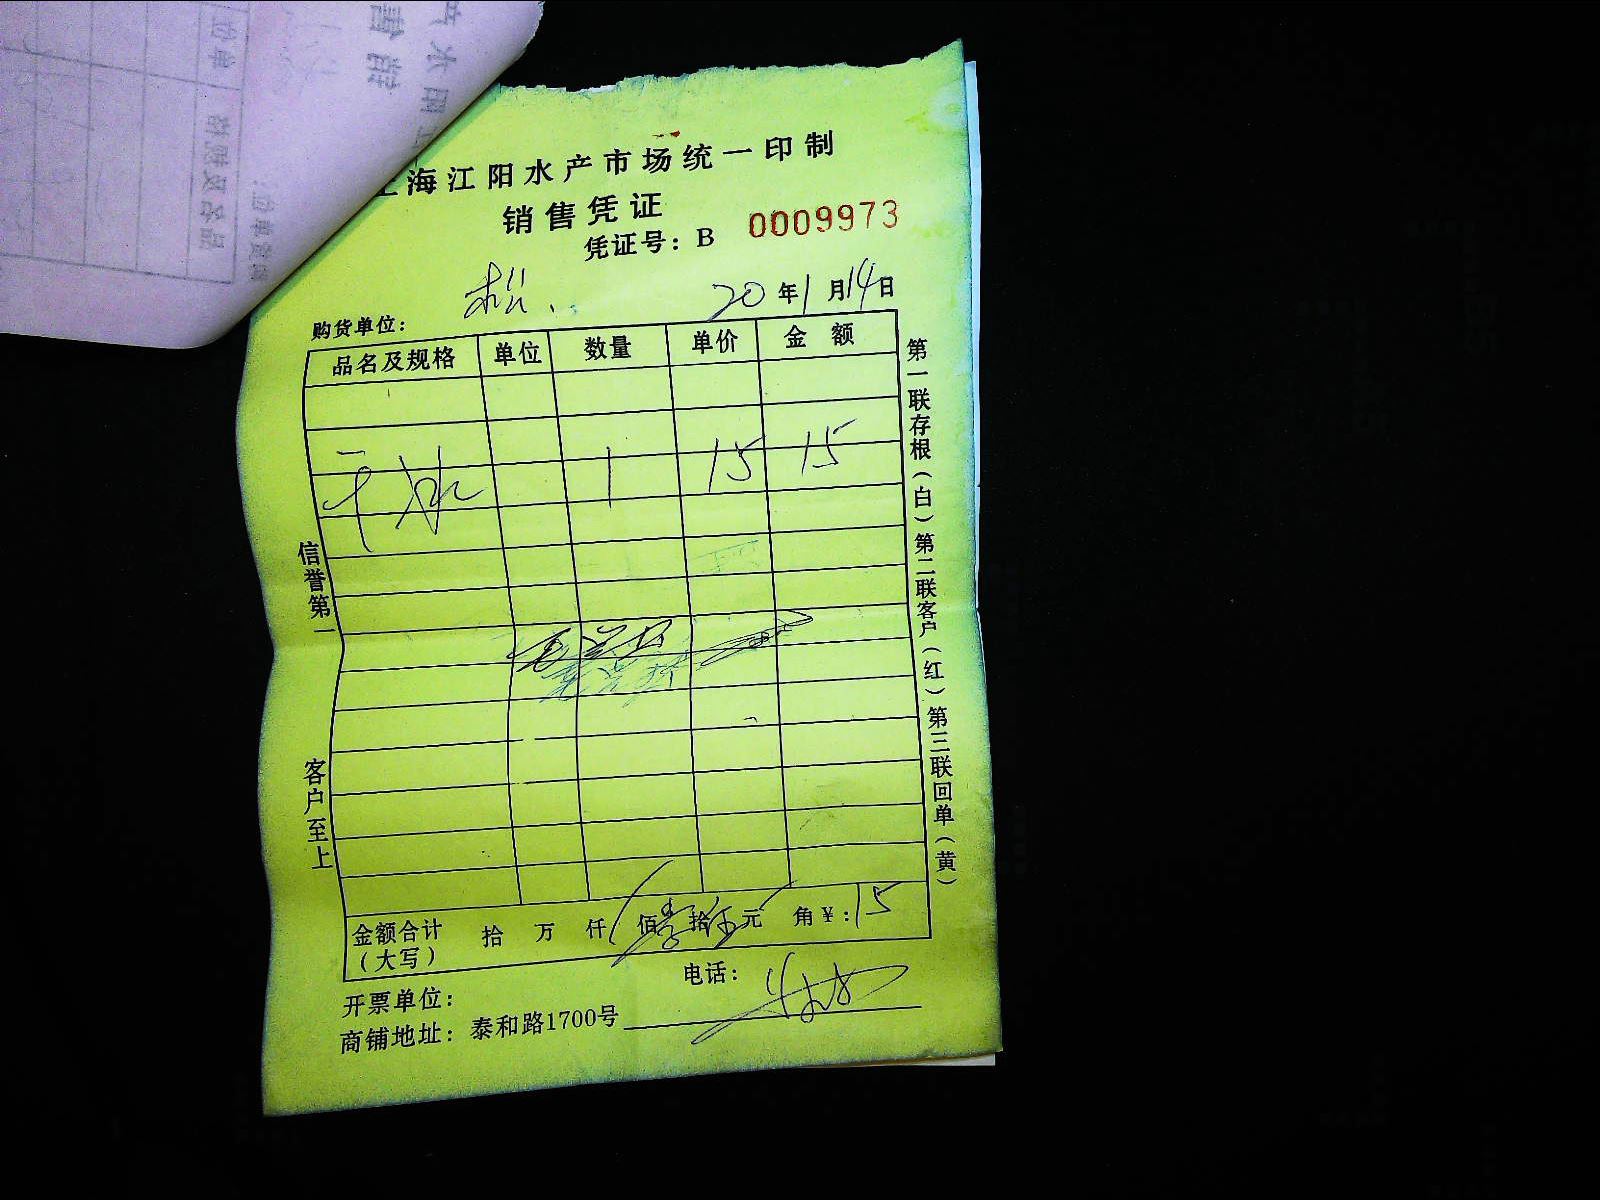 上海江阳水产市场统一印制
销售凭证
凭证号：B 0009973
购货单位： 松 20年1月14日
品名及规格 单位 数量 单价 金额
干冰 1 15 15
金额合计（大写） 拾 万 仟 佰 拾 元 角 ￥：15
开票单位： 电话：
商铺地址：泰和路1700号
信誉第一 客户至上
第一联存根（白）第二联客户（红）第三联回单（黄）